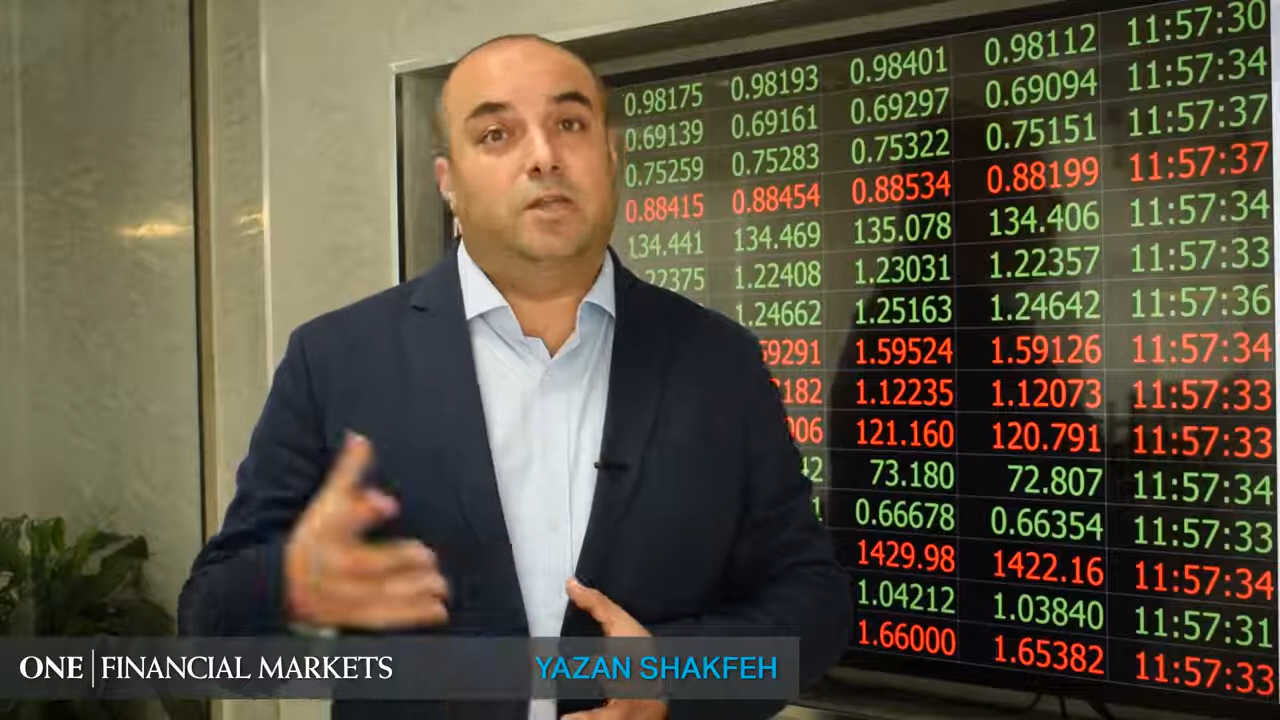 0.98175 0.98193 0.98401 0.98112 11:57:30
0.69139 0.69161 0.69297 0.69094 11:57:34
0.75259 0.75283 0.75322 0.75151 11:57:37
0.88415 0.88454 0.88534 0.88199 11:57:37
134.441 134.469 135.078 134.406 11:57:34
.22375 1.22408 1.23031 1.22357 11:57:33
1.24662 1.25163 1.24642 11:57:36
59291 1.59524 1.59126 11:57:34
182 1.12235 1.12073 11:57:33
06 121.160 120.791 11:57:33
42 73.180 72.807 11:57:34
0.66678 0.66354 11:57:33
1429.98 1422.16 11:57:34
1.04212 1.03840 11:57:31
1.66000 1.65382 11:57:33
ONE FINANCIAL MARKETS YAZAN SHAKFEH